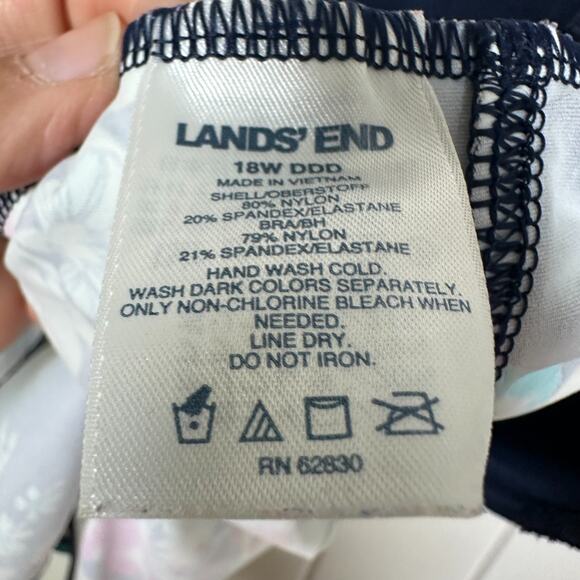 LANDS' END
18W DDD
MADE IN VIETNAM
SHELL/OBERSTOFF
80% NYLON
20% SPANDEX/ELASTANE
BRA/BH
79% NYLON
21% SPANDEX/ELASTANE
HAND WASH COLD.
WASH DARK COLORS SEPARATELY.
ONLY NON-CHLORINE BLEACH WHEN
NEEDED.
LINE DRY.
DO NOT IRON.
RN 62830